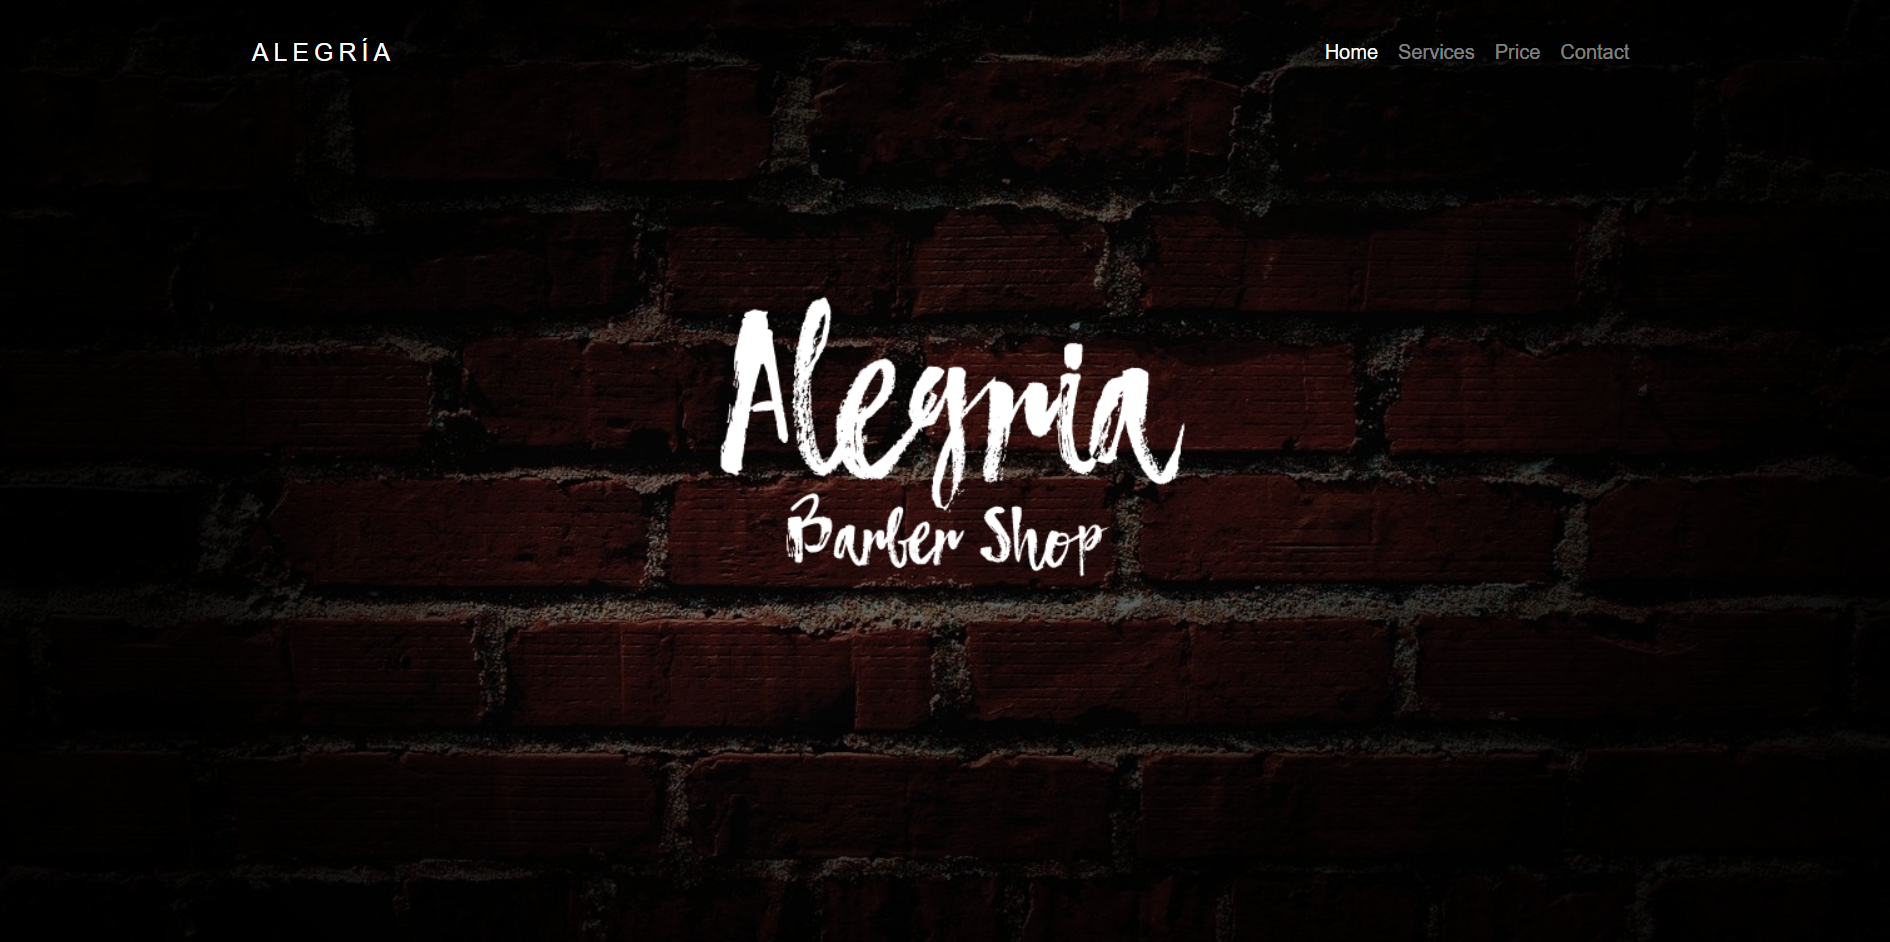 ALEGRÍA
Home Services Price Contact
Alegria
Barber Shop